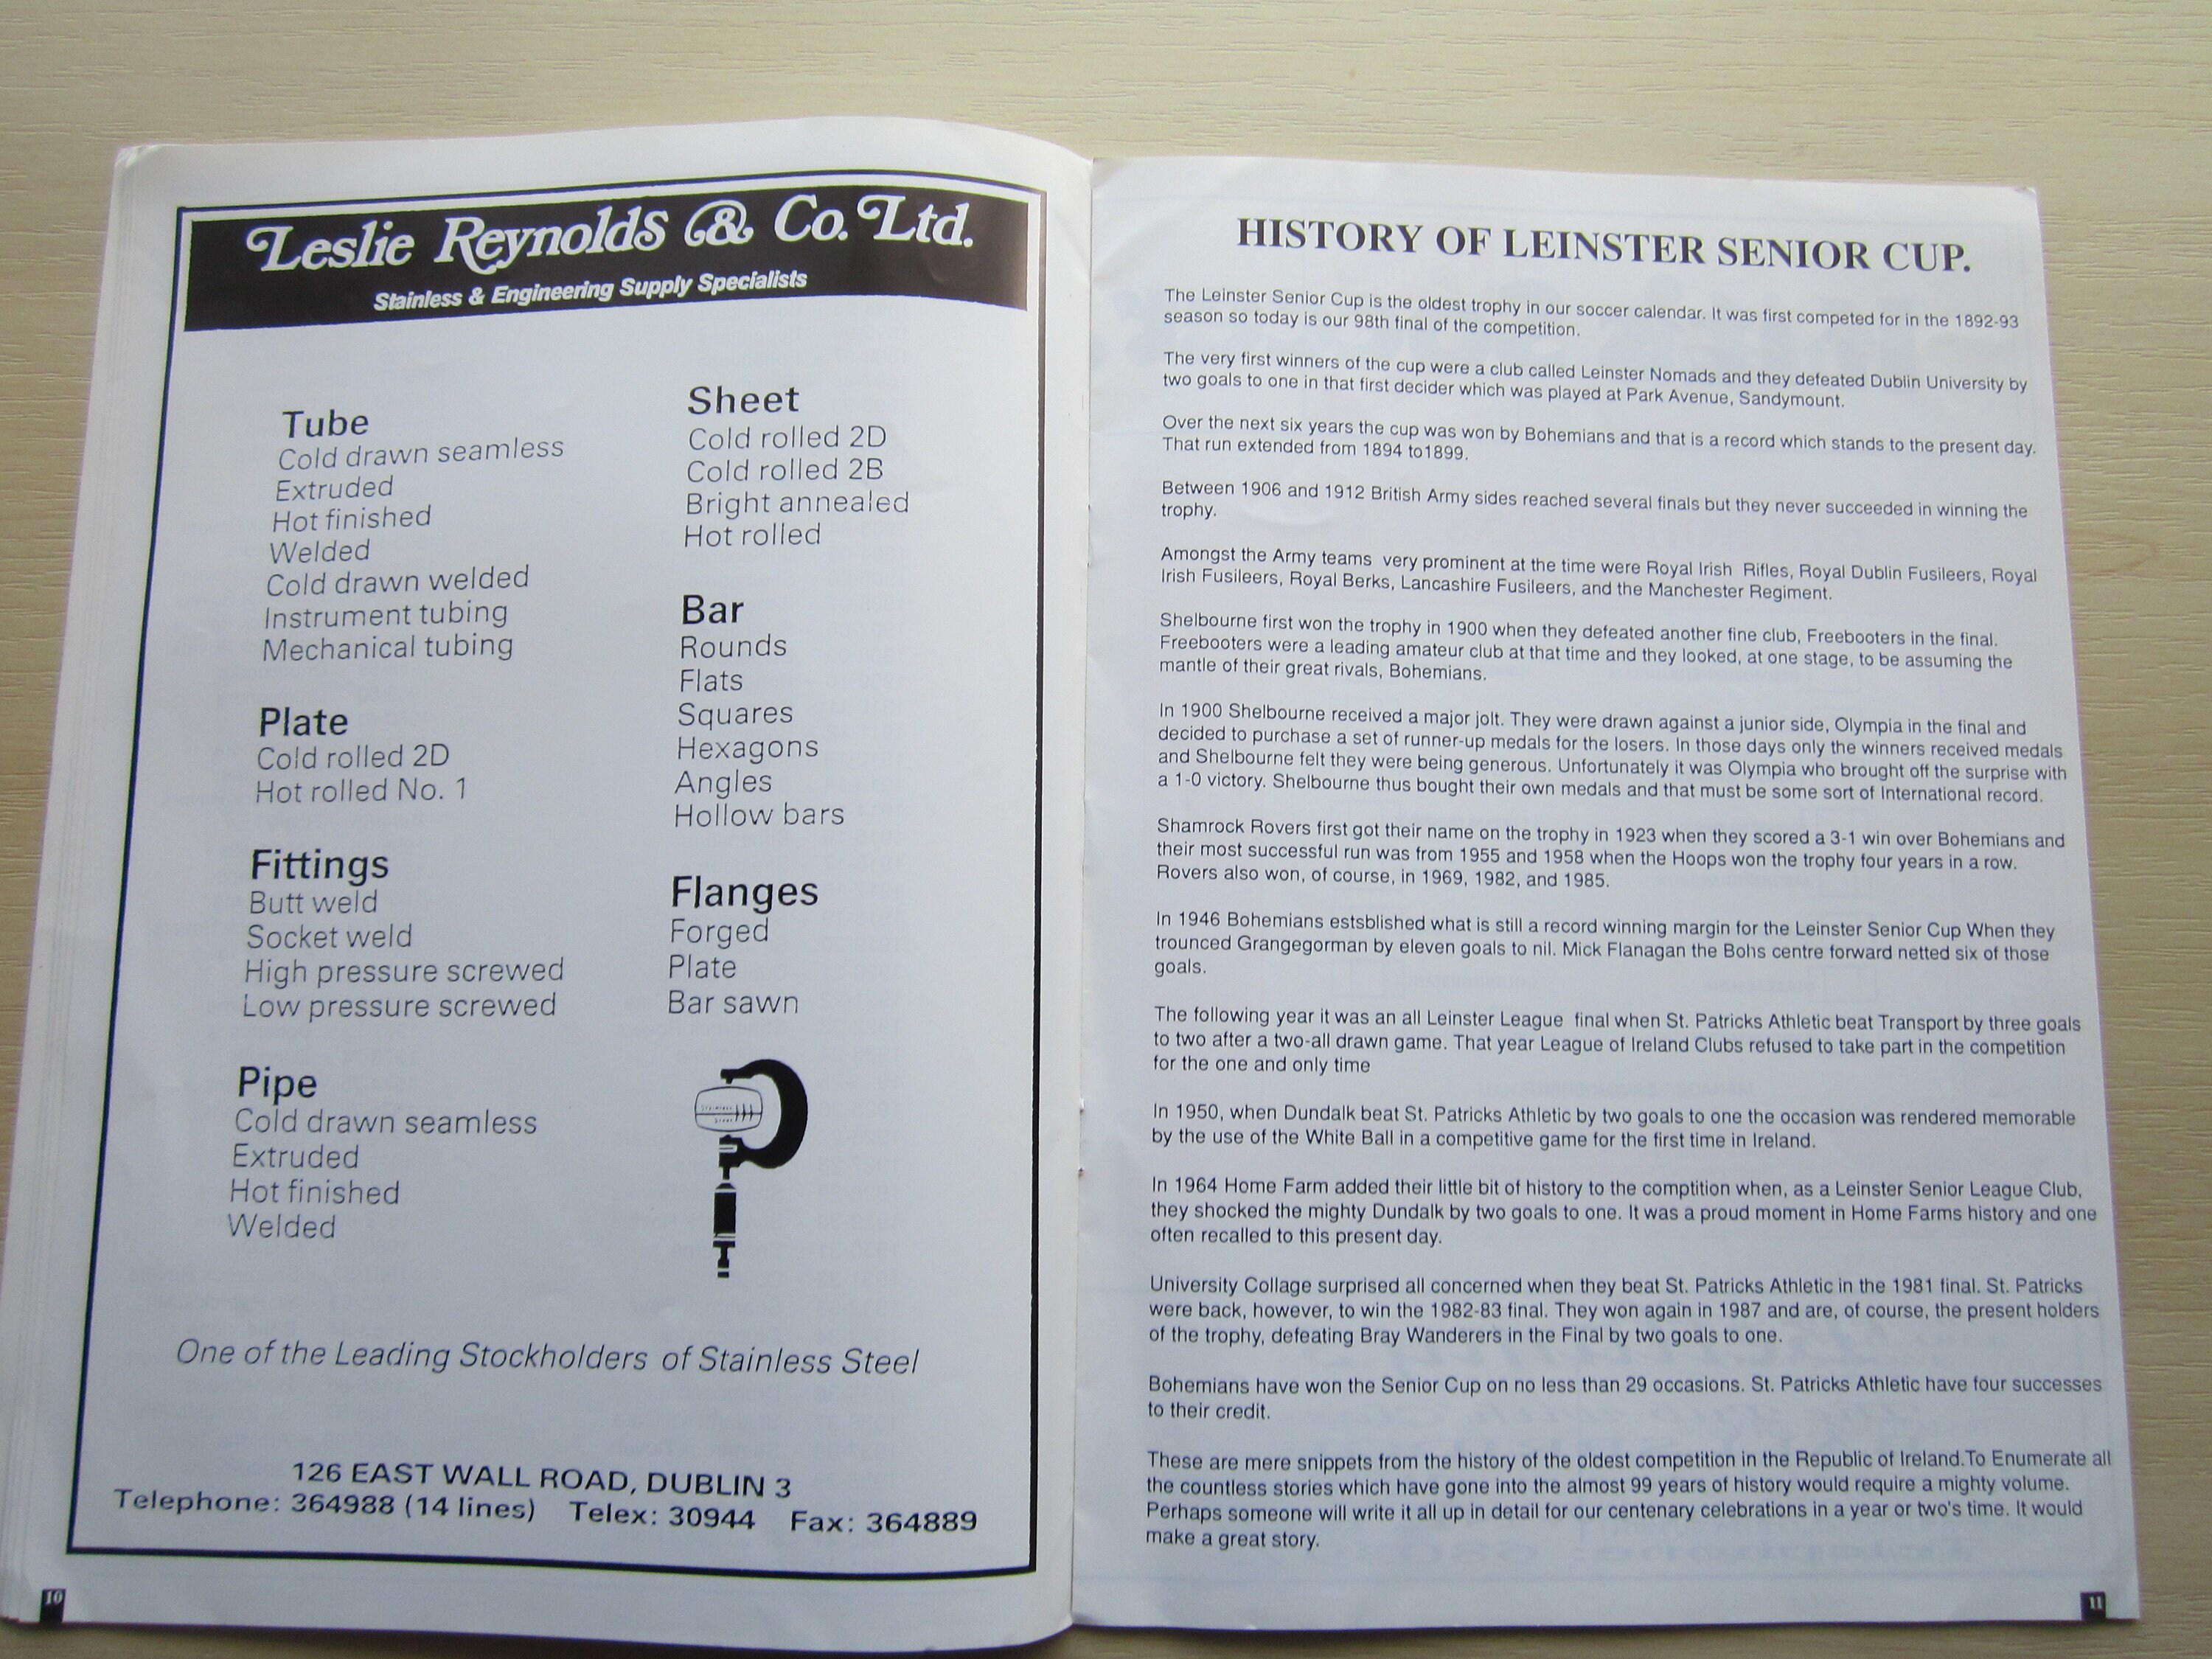 Leslie Reynolds & Co. Ltd.
Stainless & Engineering Supply Specialists
Tube
Cold drawn seamless
Extruded
Hot finished
Welded
Cold drawn welded
Instrument tubing
Mechanical tubing
Plate
Cold rolled 2D
Hot rolled No. 1
Fittings
Butt weld
Socket weld
High pressure screwed
Low pressure screwed
Pipe
Cold drawn seamless
Extruded
Hot finished
Welded
Sheet
Cold rolled 2D
Cold rolled 2B
Bright annealed
Hot rolled
Bar
Rounds
Flats
Squares
Hexagons
Angles
Hollow bars
Flanges
Forged
Plate
Bar sawn
One of the Leading Stockholders of Stainless Steel
126 EAST WALL ROAD, DUBLIN 3
Telephone: 364988 (14 lines) Telex: 30944 Fax: 364889
10
HISTORY OF LEINSTER SENIOR CUP.
The Leinster Senior Cup is the oldest trophy in our soccer calendar. It was first competed for in the 1892-93
season so today is our 98th final of the competition.
The very first winners of the cup were a club called Leinster Nomads and they defeated Dublin University by
two goals to one in that first decider which was played at Park Avenue, Sandymount.
Over the next six years the cup was won by Bohemians and that is a record which stands to the present day.
That run extended from 1894 to1899.
Between 1906 and 1912 British Army sides reached several finals but they never succeeded in winning the
trophy.
Amongst the Army teams very prominent at the time were Royal Irish Rifles, Royal Dublin Fusileers, Royal
Irish Fusileers, Royal Berks, Lancashire Fusileers, and the Manchester Regiment.
Shelbourne first won the trophy in 1900 when they defeated another fine club, Freebooters in the final.
Freebooters were a leading amateur club at that time and they looked, at one stage, to be assuming the
mantle of their great rivals, Bohemians.
In 1900 Shelbourne received a major jolt. They were drawn against a junior side, Olympia in the final and
decided to purchase a set of runner-up medals for the losers. In those days only the winners received medals
and Shelbourne felt they were being generous. Unfortunately it was Olympia who brought off the surprise with
a 1-0 victory. Shelbourne thus bought their own medals and that must be some sort of International record.
Shamrock Rovers first got their name on the trophy in 1923 when they scored a 3-1 win over Bohemians and
their most successful run was from 1955 and 1958 when the Hoops won the trophy four years in a row.
Rovers also won, of course, in 1969, 1982, and 1985.
In 1946 Bohemians estsblished what is still a record winning margin for the Leinster Senior Cup When they
trounced Grangegorman by eleven goals to nil. Mick Flanagan the Bohs centre forward netted six of those
goals.
The following year it was an all Leinster League final when St. Patricks Athletic beat Transport by three goals
to two after a two-all drawn game. That year League of Ireland Clubs refused to take part in the competition
for the one and only time
In 1950, when Dundalk beat St. Patricks Athletic by two goals to one the occasion was rendered memorable
by the use of the White Ball in a competitive game for the first time in Ireland.
In 1964 Home Farm added their little bit of history to the comptition when, as a Leinster Senior League Club,
they shocked the mighty Dundalk by two goals to one. It was a proud moment in Home Farms history and one
often recalled to this present day.
University Collage surprised all concerned when they beat St. Patricks Athletic in the 1981 final. St. Patricks
were back, however, to win the 1982-83 final. They won again in 1987 and are, of course, the present holders
of the trophy, defeating Bray Wanderers in the Final by two goals to one.
Bohemians have won the Senior Cup on no less than 29 occasions. St. Patricks Athletic have four successes
to their credit.
These are mere snippets from the history of the oldest competition in the Republic of Ireland.To Enumerate all
the countless stories which have gone into the almost 99 years of history would require a mighty volume.
Perhaps someone will write it all up in detail for our centenary celebrations in a year or two's time. It would
make a great story.
11